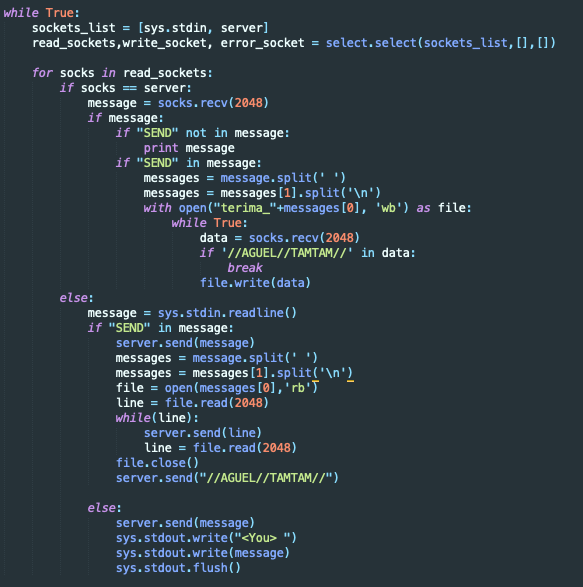 while True:
    sockets_list = [sys.stdin, server]
    read_sockets,write_socket, error_socket = select.select(sockets_list,[],[])
    for socks in read_sockets:
        if socks == server:
            message = socks.recv(2048)
            if message:
                if "SEND" not in message:
                    print message
                if "SEND" in message:
                    messages = message.split(' ')
                    messages = messages[1].split('\n')
                    with open("terima_"+messages[0], 'wb') as file:
                        while True:
                            data = socks.recv(2048)
                            if '//AGUEL//TAMTAM//' in data:
                                break
                            file.write(data)
        else:
            message = sys.stdin.readline()
            if "SEND" in message:
                server.send(message)
                messages = message.split(' ')
                messages = messages[1].split('\n')
                file = open(messages[0],'rb')
                line = file.read(2048)
                while(line):
                    server.send(line)
                    line = file.read(2048)
                file.close()
                server.send("//AGUEL//TAMTAM//")
            else:
                server.send(message)
                sys.stdout.write("<You> ")
                sys.stdout.write(message)
                sys.stdout.flush()